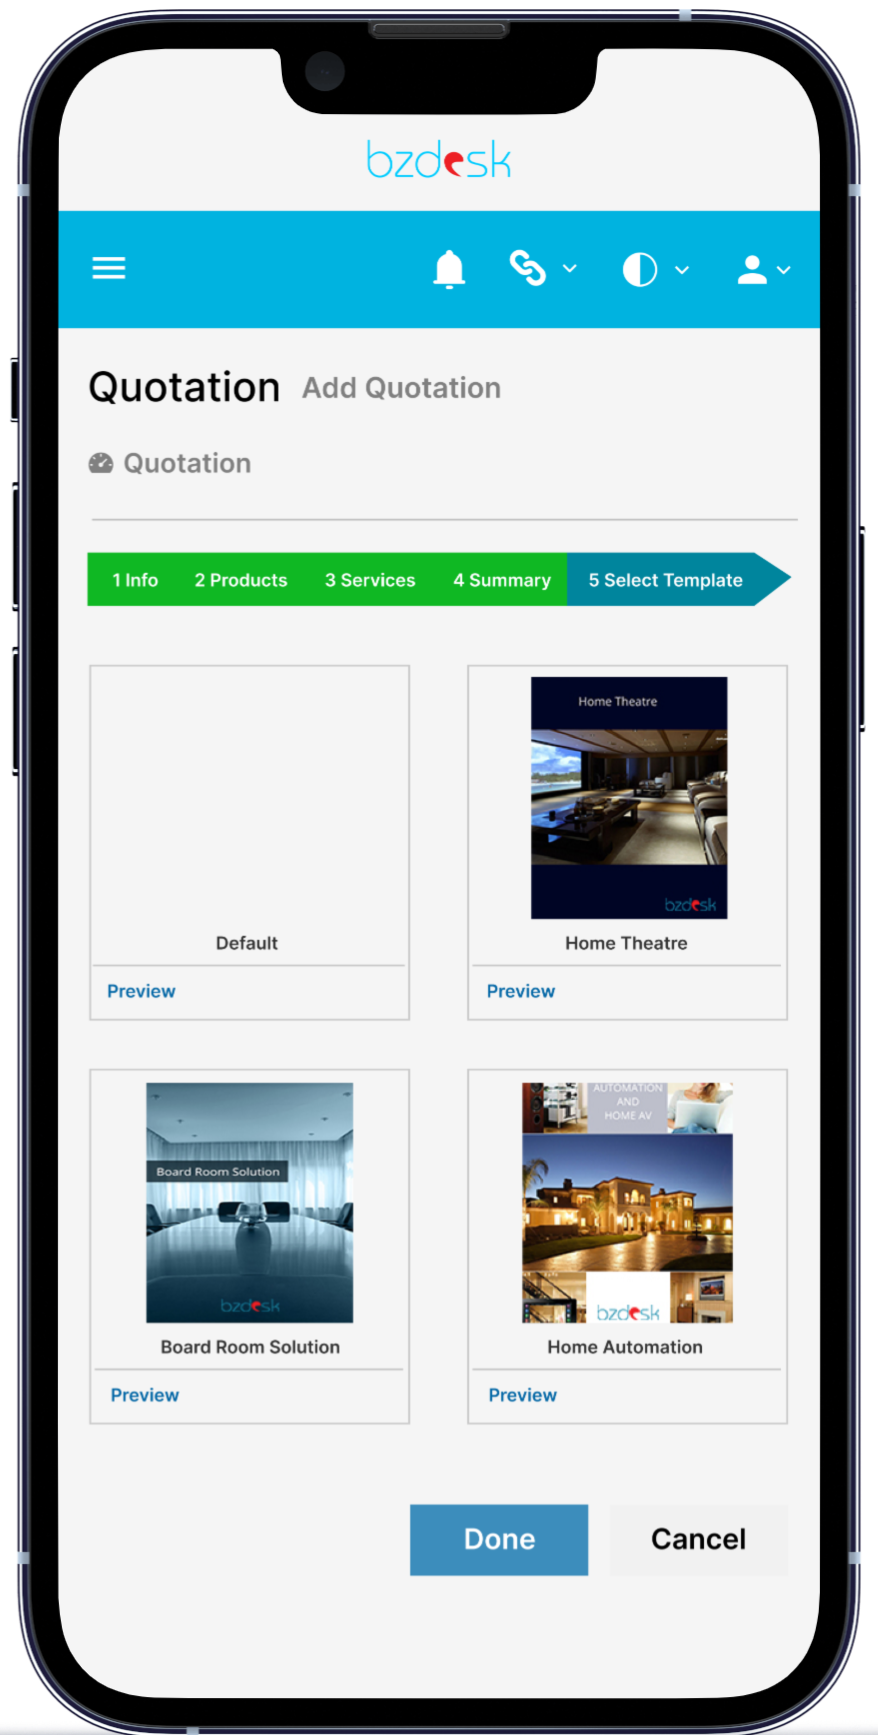 bzdesk
Quotation Add Quotation
Quotation
1 Info 2 Products 3 Services 4 Summary 5 Select Template
Default
Preview
Home Theatre
bzdesk
Home Theatre
Preview
Board Room Solution
bzdesk
Board Room Solution
Preview
AUTOMATION
AND
HOME AV
bzdesk
Home Automation
Preview
Done Cancel